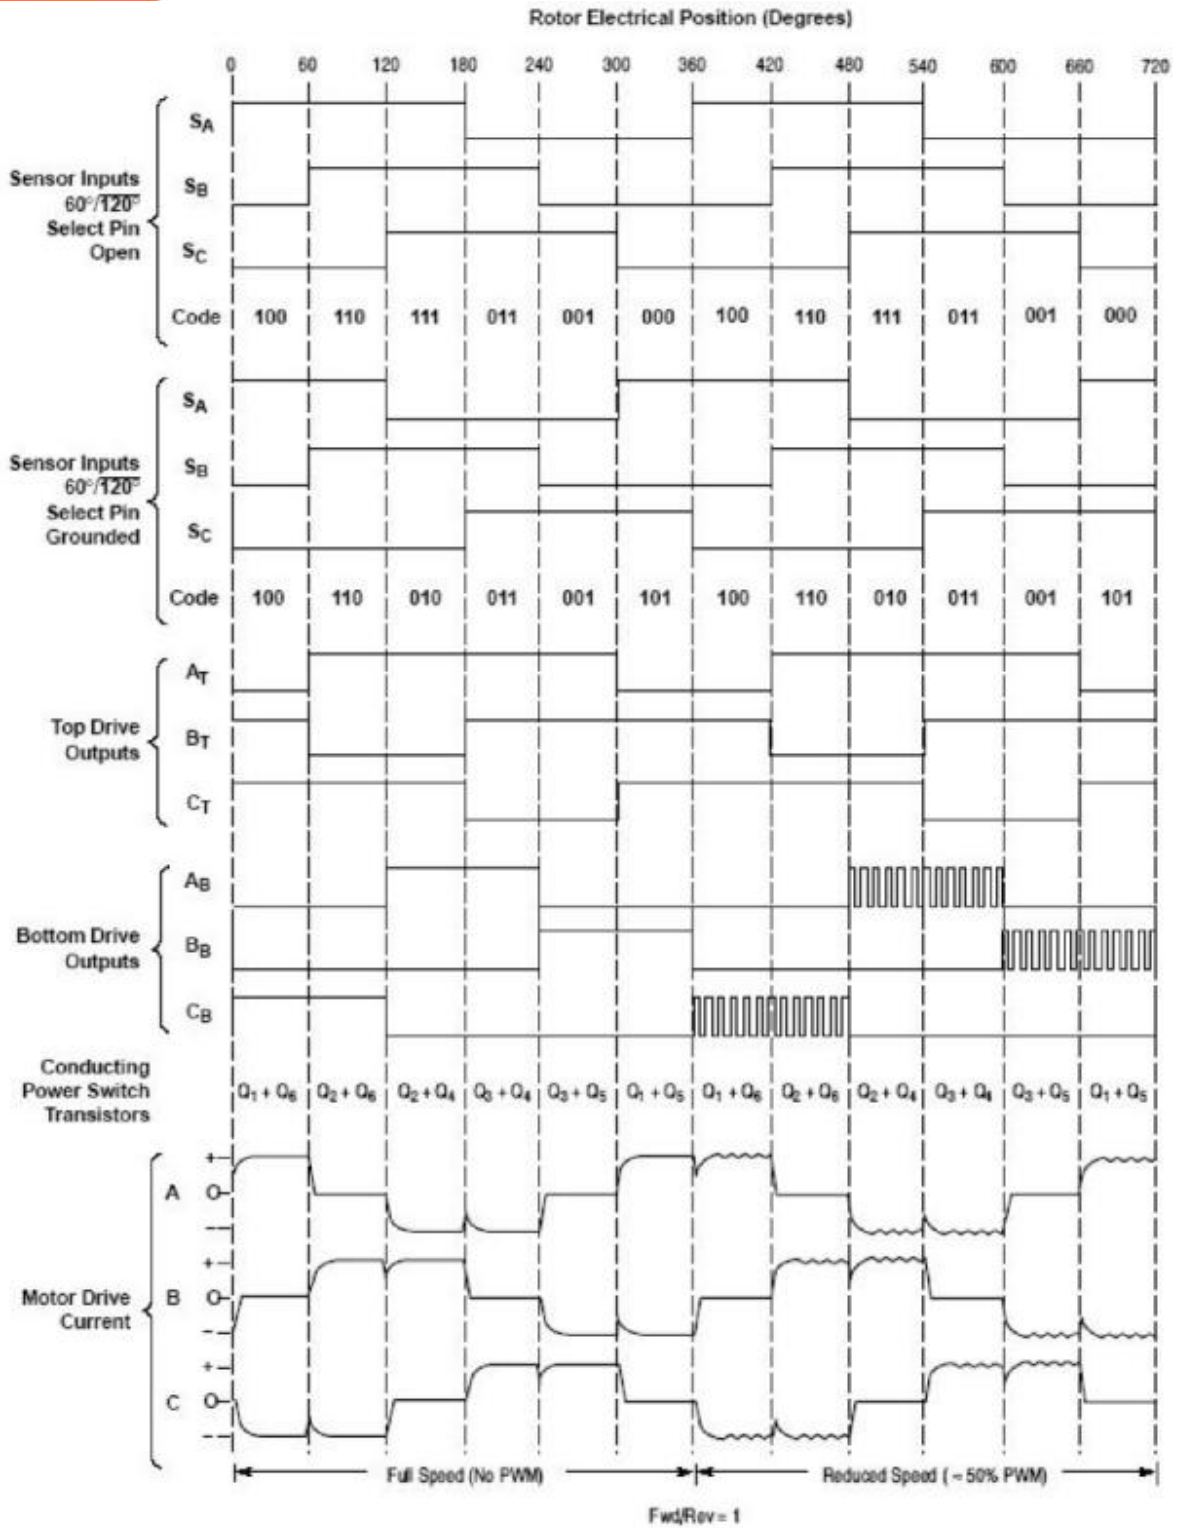 Rotor Electrical Position (Degrees)
0 60 120 180 240 300 360 420 480 540 600 660 720
SA
Sensor Inputs
60°/120°
Select Pin
Open
SB
SC
Code 100 110 111 011 001 000 100 110 111 011 001 000
SA
Sensor Inputs
60°/120°
Select Pin
Grounded
SB
SC
Code 100 110 010 011 001 101 100 110 010 011 001 101
AT
Top Drive
Outputs
BT
CT
AB
Bottom Drive
Outputs
BB
CB
Conducting
Power Switch
Transistors
Q1 + Q6 Q2 + Q6 Q2 + Q4 Q3 + Q4 Q3 + Q5 Q1 + Q5 Q1 + Q6 Q2 + Q6 Q2 + Q4 Q3 + Q4 Q3 + Q5 Q1 + Q5
+
A O
--
+
Motor Drive
Current
B O
--
+
C O
--
Full Speed (No PWM) Reduced Speed ( ≈ 50% PWM)
Fwd/Rev = 1